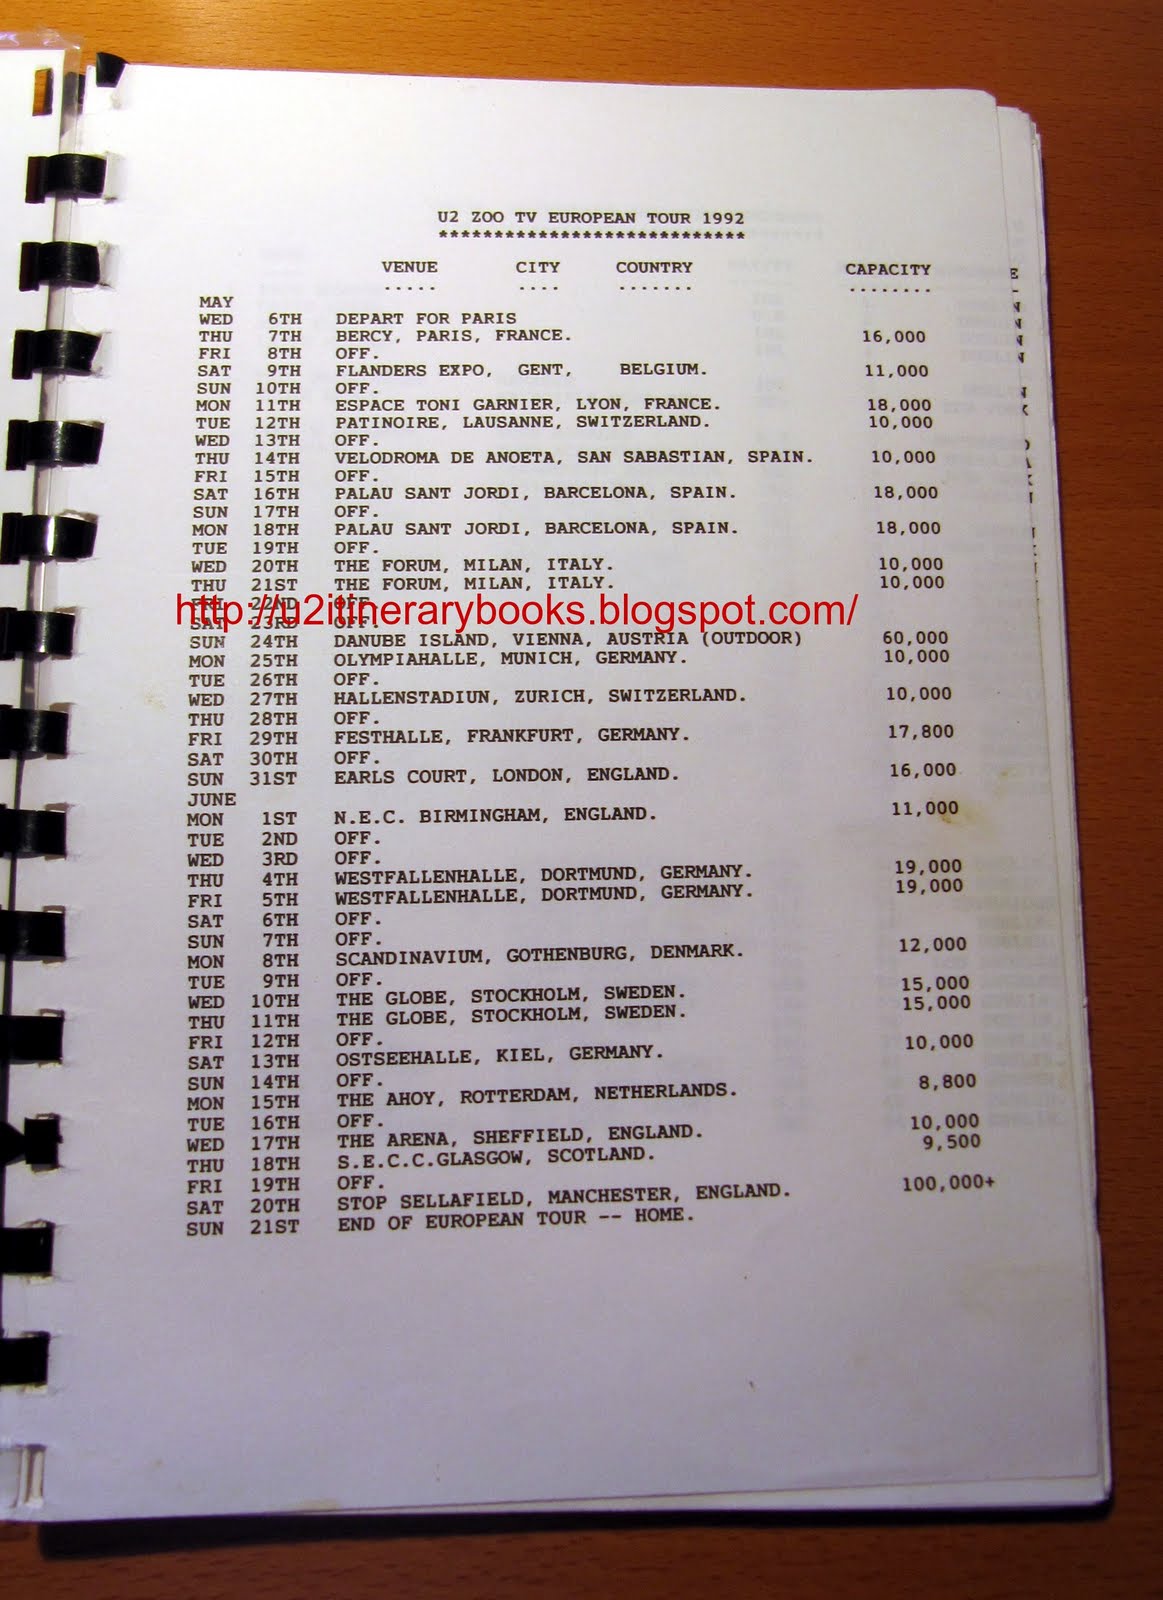 U2 ZOO TV EUROPEAN TOUR 1992
****************************
VENUE CITY COUNTRY CAPACITY
..... .... ....... ........
MAY
WED 6TH DEPART FOR PARIS
THU 7TH BERCY, PARIS, FRANCE. 16,000
FRI 8TH OFF.
SAT 9TH FLANDERS EXPO, GENT, BELGIUM. 11,000
SUN 10TH OFF.
MON 11TH ESPACE TONI GARNIER, LYON, FRANCE. 18,000
TUE 12TH PATINOIRE, LAUSANNE, SWITZERLAND. 10,000
WED 13TH OFF.
THU 14TH VELODROMA DE ANOETA, SAN SABASTIAN, SPAIN. 10,000
FRI 15TH OFF.
SAT 16TH PALAU SANT JORDI, BARCELONA, SPAIN. 18,000
SUN 17TH OFF.
MON 18TH PALAU SANT JORDI, BARCELONA, SPAIN. 18,000
TUE 19TH OFF.
WED 20TH THE FORUM, MILAN, ITALY. 10,000
THU 21ST THE FORUM, MILAN, ITALY. 10,000
FRI 22ND OFF.
http://u2itinerarybooks.blogspot.com/
SAT 23RD OFF.
SUN 24TH DANUBE ISLAND, VIENNA, AUSTRIA (OUTDOOR) 60,000
MON 25TH OLYMPIAHALLE, MUNICH, GERMANY. 10,000
TUE 26TH OFF.
WED 27TH HALLENSTADIUN, ZURICH, SWITZERLAND. 10,000
THU 28TH OFF.
FRI 29TH FESTHALLE, FRANKFURT, GERMANY. 17,800
SAT 30TH OFF.
SUN 31ST EARLS COURT, LONDON, ENGLAND. 16,000
JUNE
MON 1ST N.E.C. BIRMINGHAM, ENGLAND. 11,000
TUE 2ND OFF.
WED 3RD OFF.
THU 4TH WESTFALLENHALLE, DORTMUND, GERMANY. 19,000
FRI 5TH WESTFALLENHALLE, DORTMUND, GERMANY. 19,000
SAT 6TH OFF.
SUN 7TH OFF.
MON 8TH SCANDINAVIUM, GOTHENBURG, DENMARK. 12,000
TUE 9TH OFF.
WED 10TH THE GLOBE, STOCKHOLM, SWEDEN. 15,000
THU 11TH THE GLOBE, STOCKHOLM, SWEDEN. 15,000
FRI 12TH OFF.
SAT 13TH OSTSEEHALLE, KIEL, GERMANY. 10,000
SUN 14TH OFF.
MON 15TH THE AHOY, ROTTERDAM, NETHERLANDS. 8,800
TUE 16TH OFF.
WED 17TH THE ARENA, SHEFFIELD, ENGLAND. 10,000
THU 18TH S.E.C.C.GLASGOW, SCOTLAND. 9,500
FRI 19TH OFF.
SAT 20TH STOP SELLAFIELD, MANCHESTER, ENGLAND. 100,000+
SUN 21ST END OF EUROPEAN TOUR -- HOME.